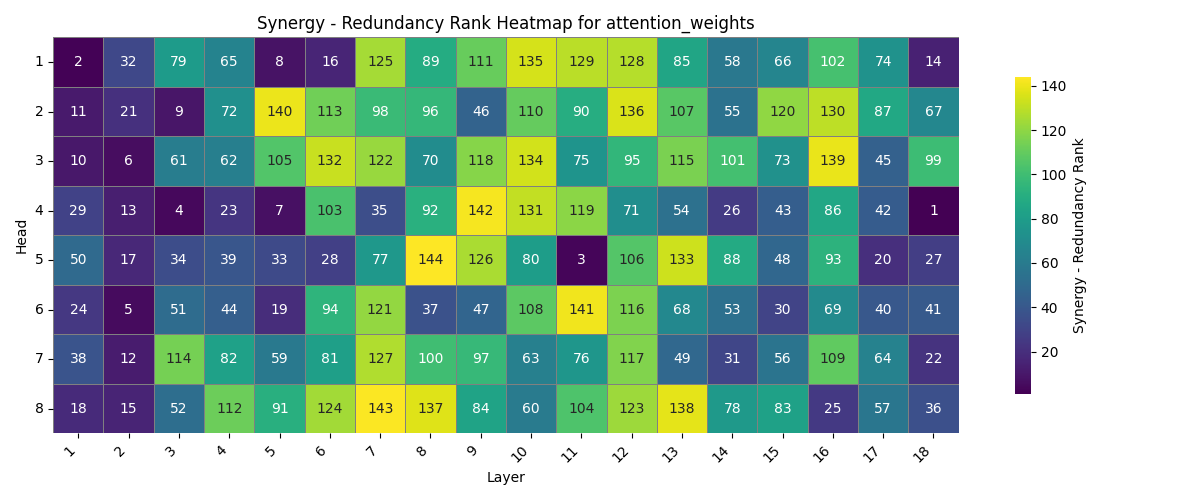 Synergy - Redundancy Rank Heatmap for attention_weights
1 2 32 79 65 8 16 125 89 111 135 129 128 85 58 66 102 74 14
2 11 21 9 72 140 113 98 96 46 110 90 136 107 55 120 130 87 67
3 10 6 61 62 105 132 122 70 118 134 75 95 115 101 73 139 45 99
4 29 13 4 23 7 103 35 92 142 131 119 71 54 26 43 86 42 1
5 50 17 34 39 33 28 77 144 126 80 3 106 133 88 48 93 20 27
6 24 5 51 44 19 94 121 37 47 108 141 116 68 53 30 69 40 41
7 38 12 114 82 59 81 127 100 97 63 76 117 49 31 56 109 64 22
8 18 15 52 112 91 124 143 137 84 60 104 123 138 78 83 25 57 36
1 2 3 4 5 6 7 8 9 10 11 12 13 14 15 16 17 18
Layer
Head
140
120
100
80
60
40
20
Synergy - Redundancy Rank